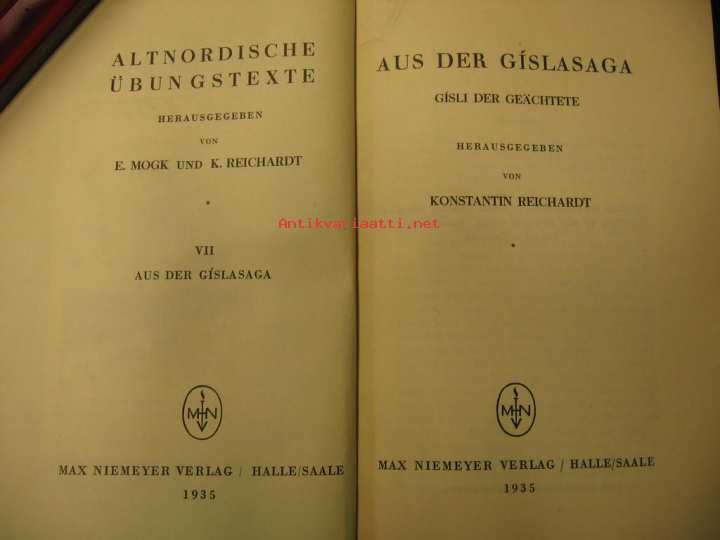 ALTNORDISCHE
ÜBUNGSTEXTE
HERAUSGEGEBEN
VON
E. MOGK UND K. REICHARDT
VII
AUS DER GÍSLASAGA
MN
MAX NIEMEYER VERLAG / HALLE/SAALE
1935
AUS DER GÍSLASAGA
GÍSLI DER GEÄCHTETE
HERAUSGEGEBEN
VON
KONSTANTIN REICHARDT
Antikvariaatti.net
MN
MAX NIEMEYER VERLAG / HALLE/SAALE
1935